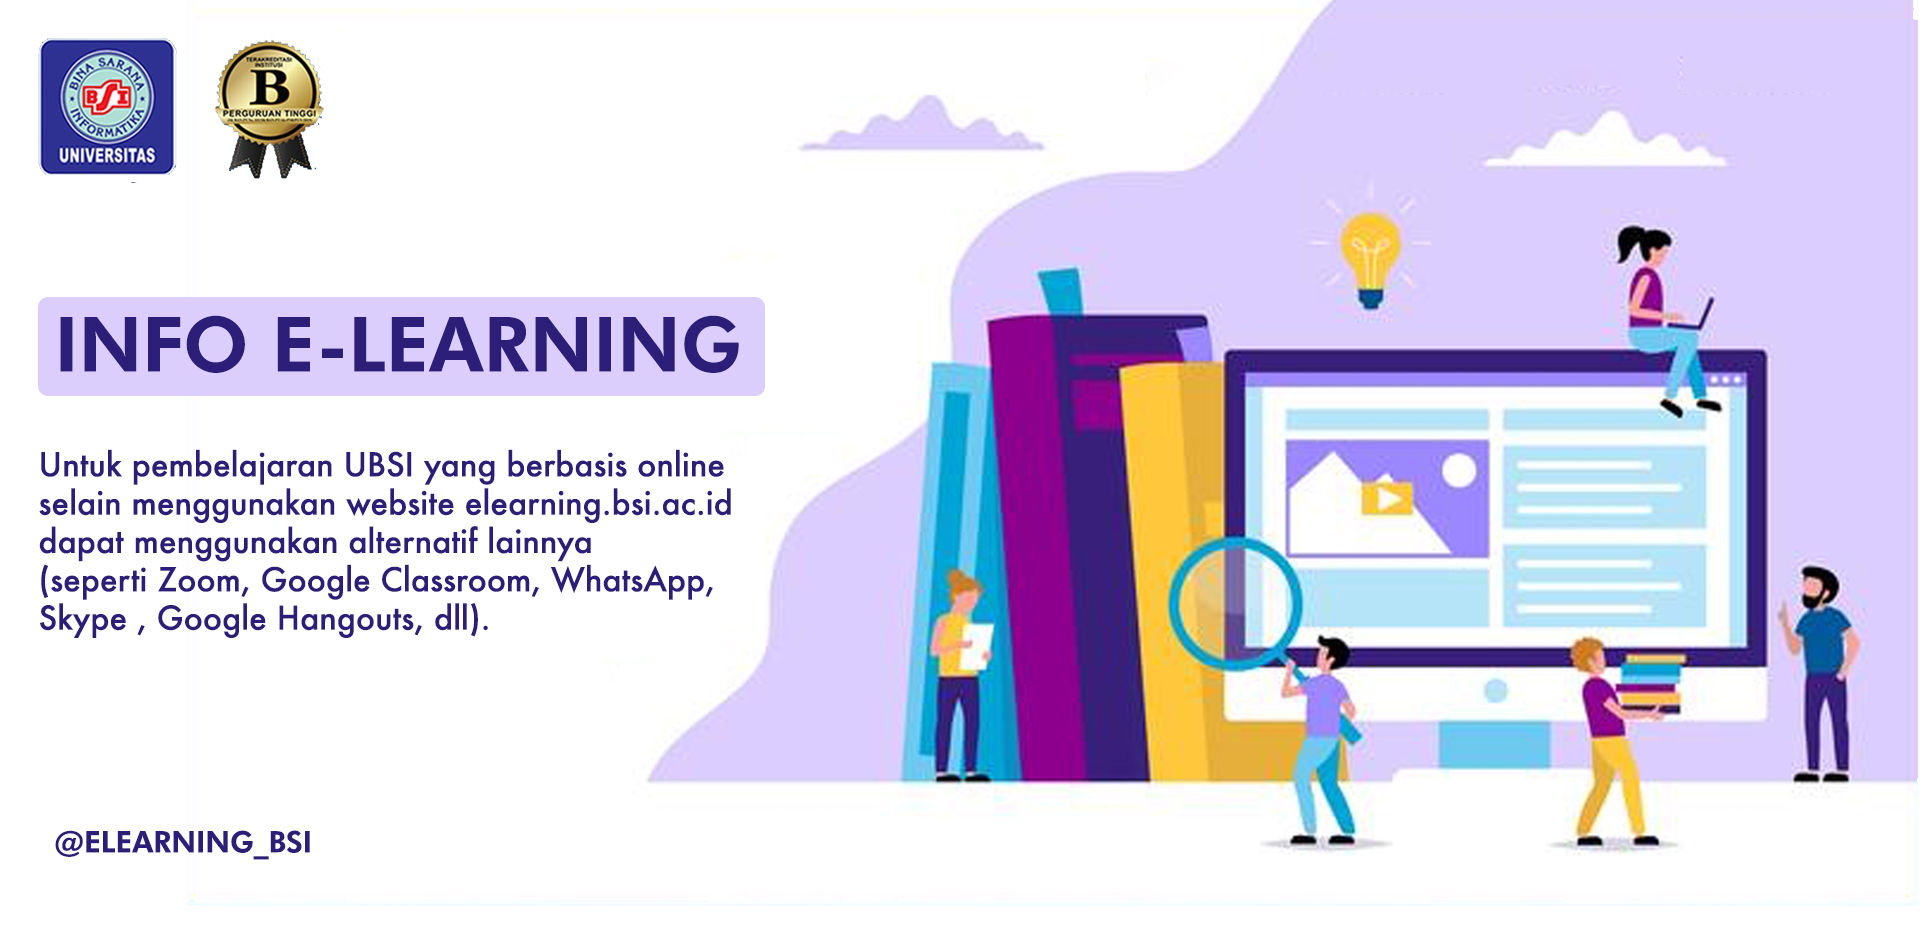 BINA SARANA
BSI
INFORMATIKA
UNIVERSITAS
TERAKREDITASI
INSTITUSI
B
PERGURUAN TINGGI
INFO E-LEARNING
Untuk pembelajaran UBSI yang berbasis online
selain menggunakan website elearning.bsi.ac.id
dapat menggunakan alternatif lainnya
(seperti Zoom, Google Classroom, WhatsApp,
Skype , Google Hangouts, dll).
@ELEARNING_BSI